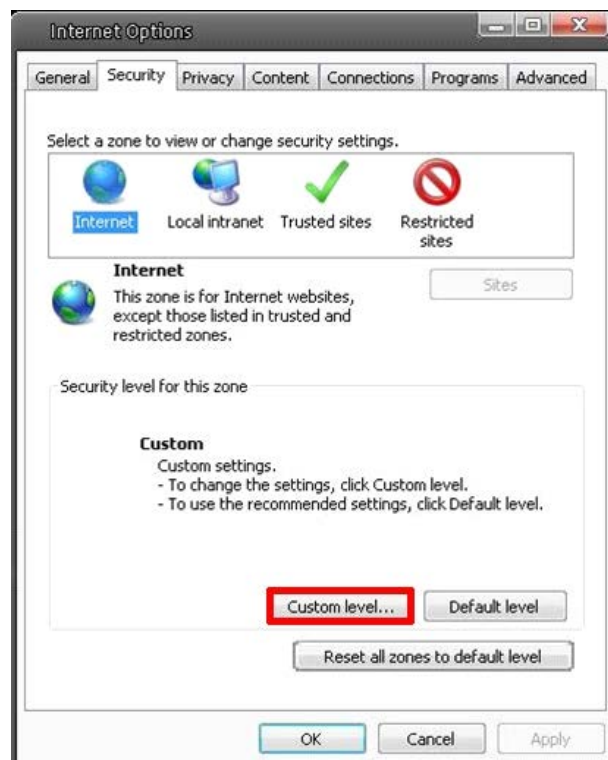 Internet Options
General Security Privacy Content Connections Programs Advanced
Select a zone to view or change security settings.
Internet Local intranet Trusted sites Restricted sites
Internet
This zone is for Internet websites,
except those listed in trusted and
restricted zones.
Sites
Security level for this zone
Custom
Custom settings.
- To change the settings, click Custom level.
- To use the recommended settings, click Default level.
Custom level... Default level
Reset all zones to default level
OK Cancel Apply